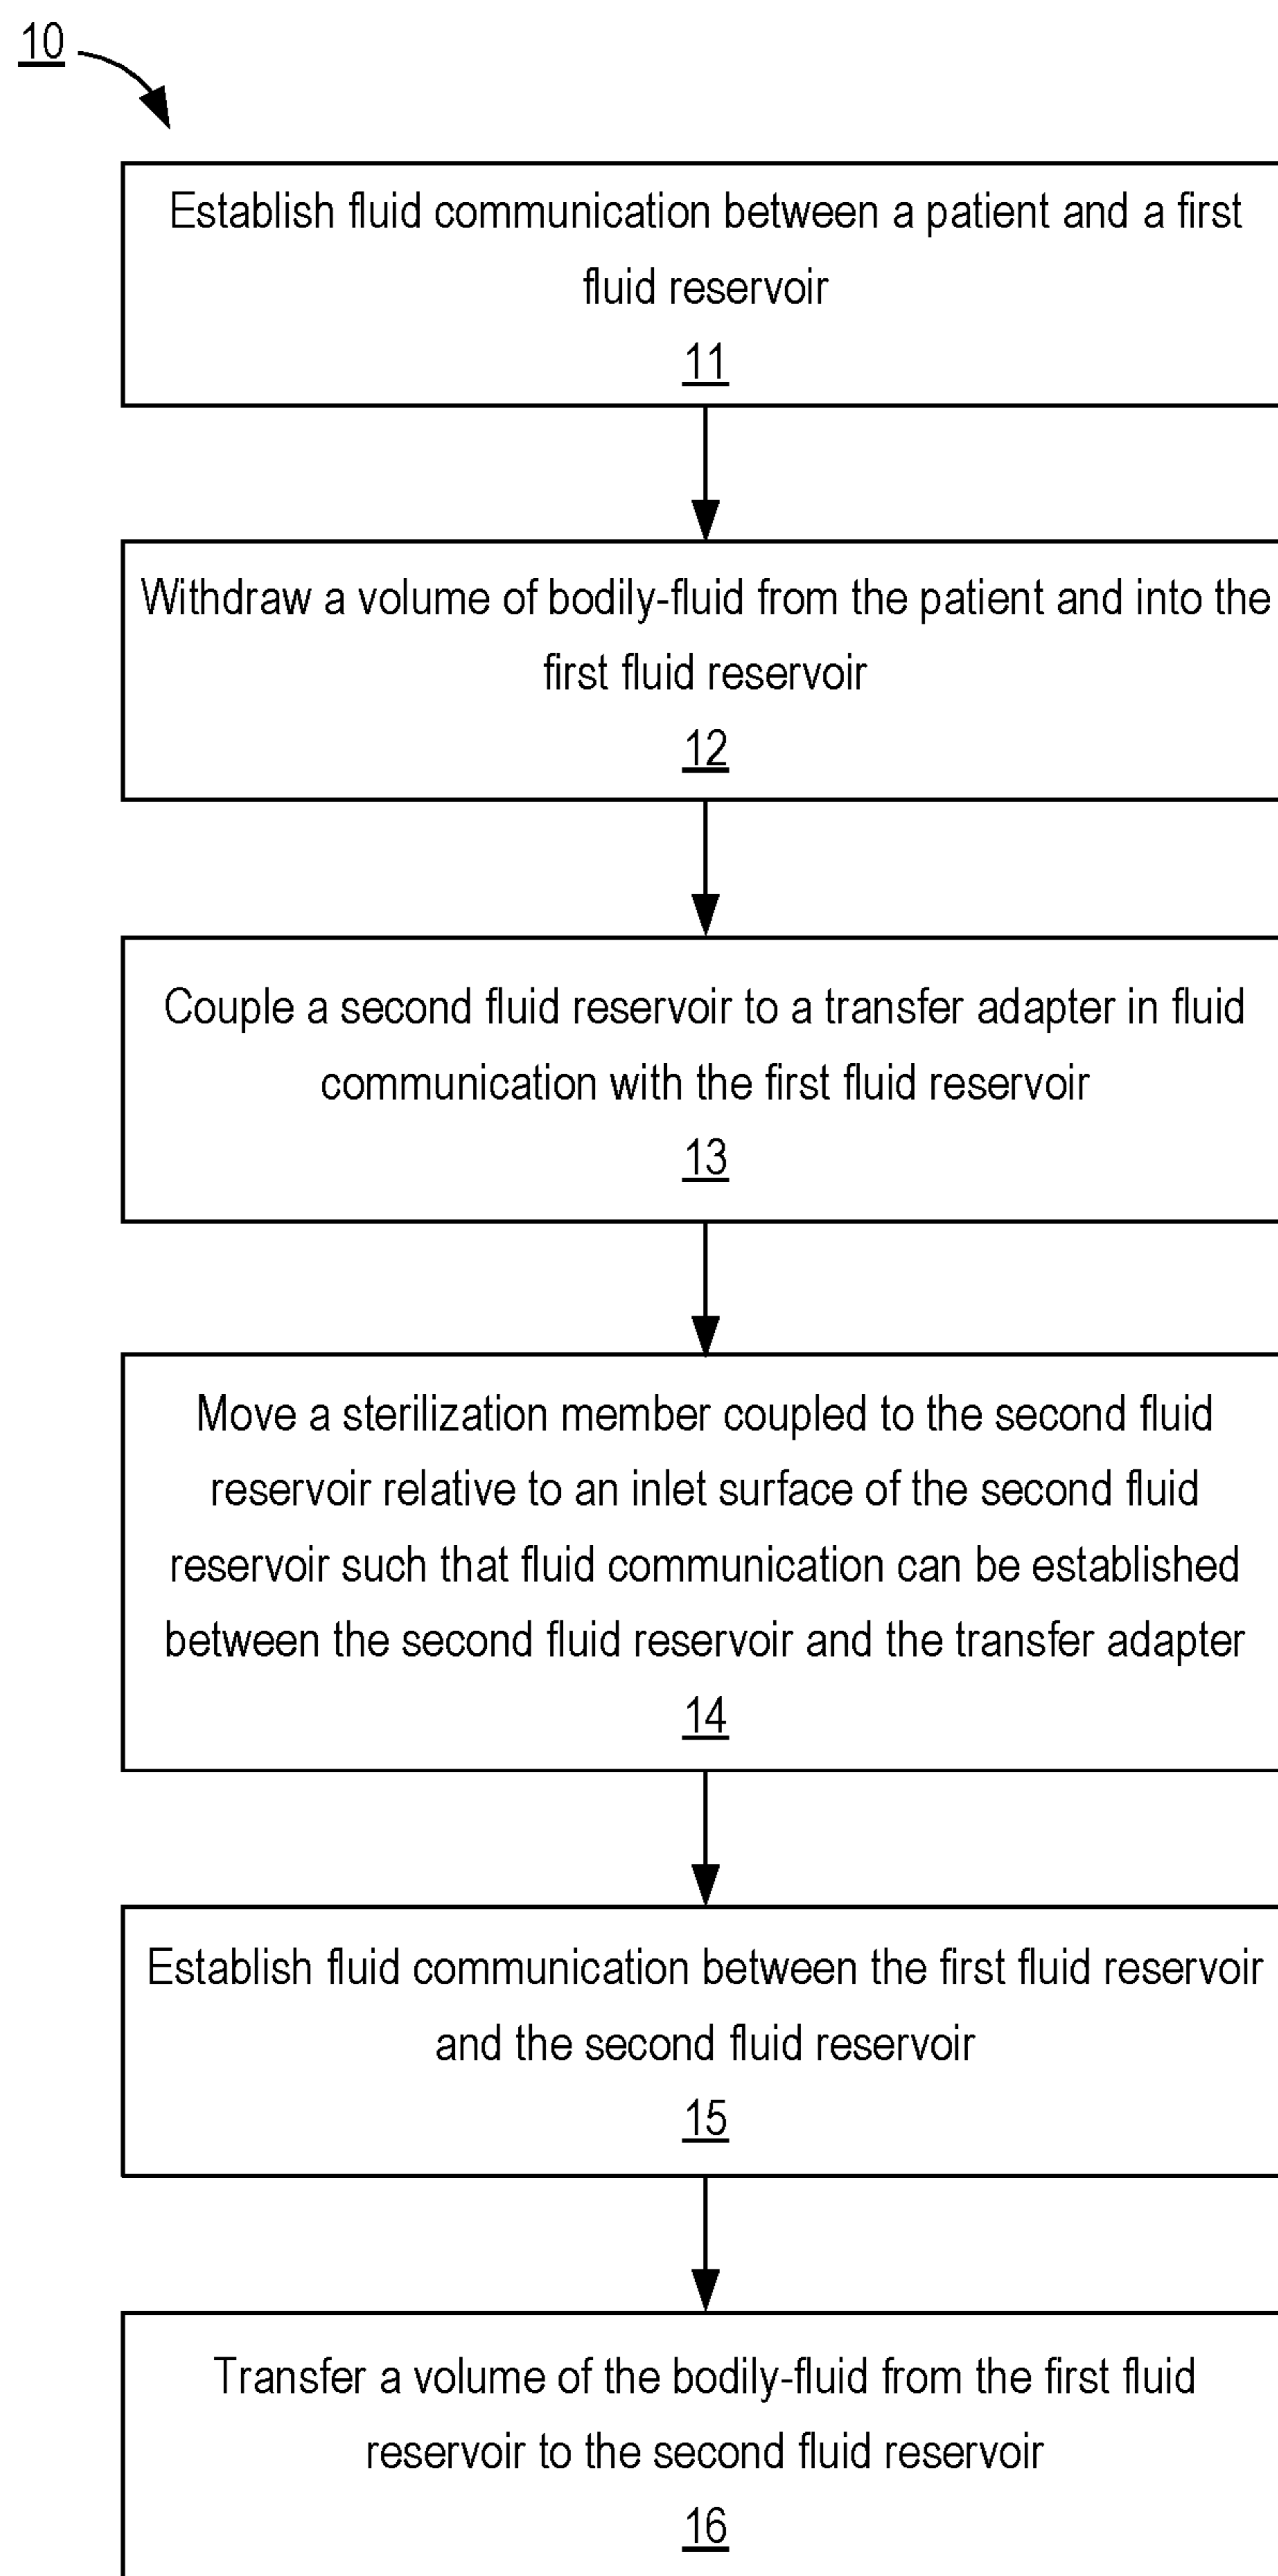 10
Establish fluid communication between a patient and a first
fluid reservoir
11
Withdraw a volume of bodily-fluid from the patient and into the
first fluid reservoir
12
Couple a second fluid reservoir to a transfer adapter in fluid
communication with the first fluid reservoir
13
Move a sterilization member coupled to the second fluid
reservoir relative to an inlet surface of the second fluid
reservoir such that fluid communication can be established
between the second fluid reservoir and the transfer adapter
14
Establish fluid communication between the first fluid reservoir
and the second fluid reservoir
15
Transfer a volume of the bodily-fluid from the first fluid
reservoir to the second fluid reservoir
16